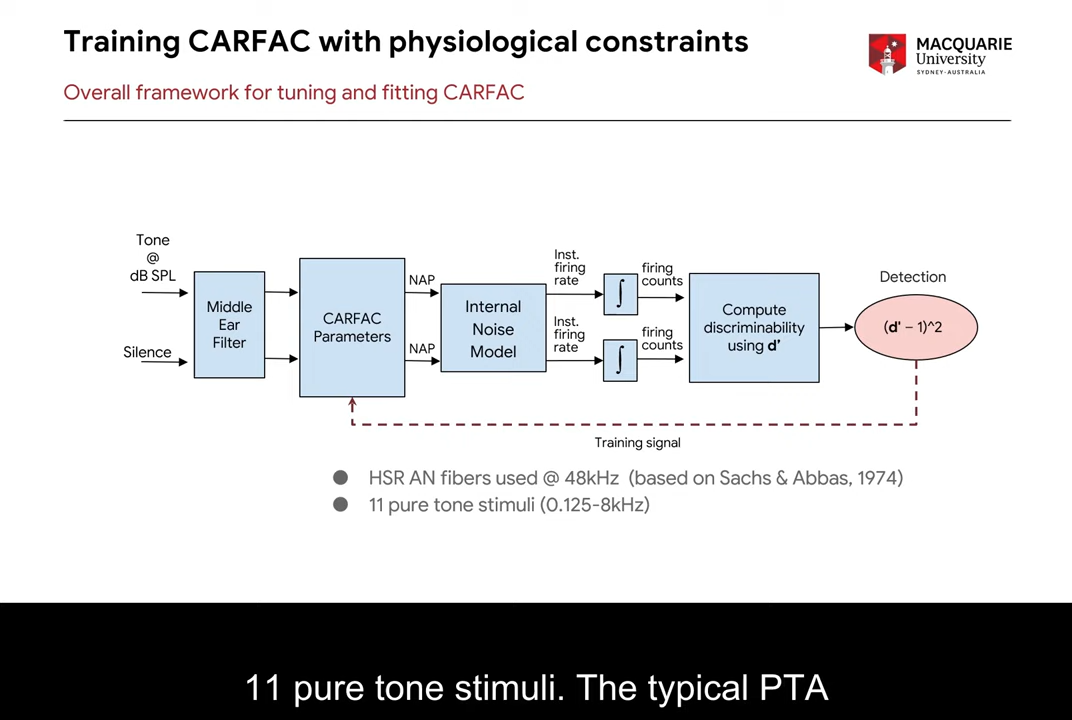 Training CARFAC with physiological constraints
MACQUARIE
University
SYDNEY-AUSTRALIA
Overall framework for tuning and fitting CARFAC
Tone
@
dB SPL
Silence
Middle
Ear
Filter
CARFAC
Parameters
NAP
NAP
Internal
Noise
Model
Inst.
firing
rate
Inst.
firing
rate
∫
∫
firing
counts
firing
counts
Compute
discriminability
using d'
Detection
(d' – 1)^2
Training signal
● HSR AN fibers used @ 48kHz (based on Sachs & Abbas, 1974)
● 11 pure tone stimuli (0.125-8kHz)
11 pure tone stimuli. The typical PTA